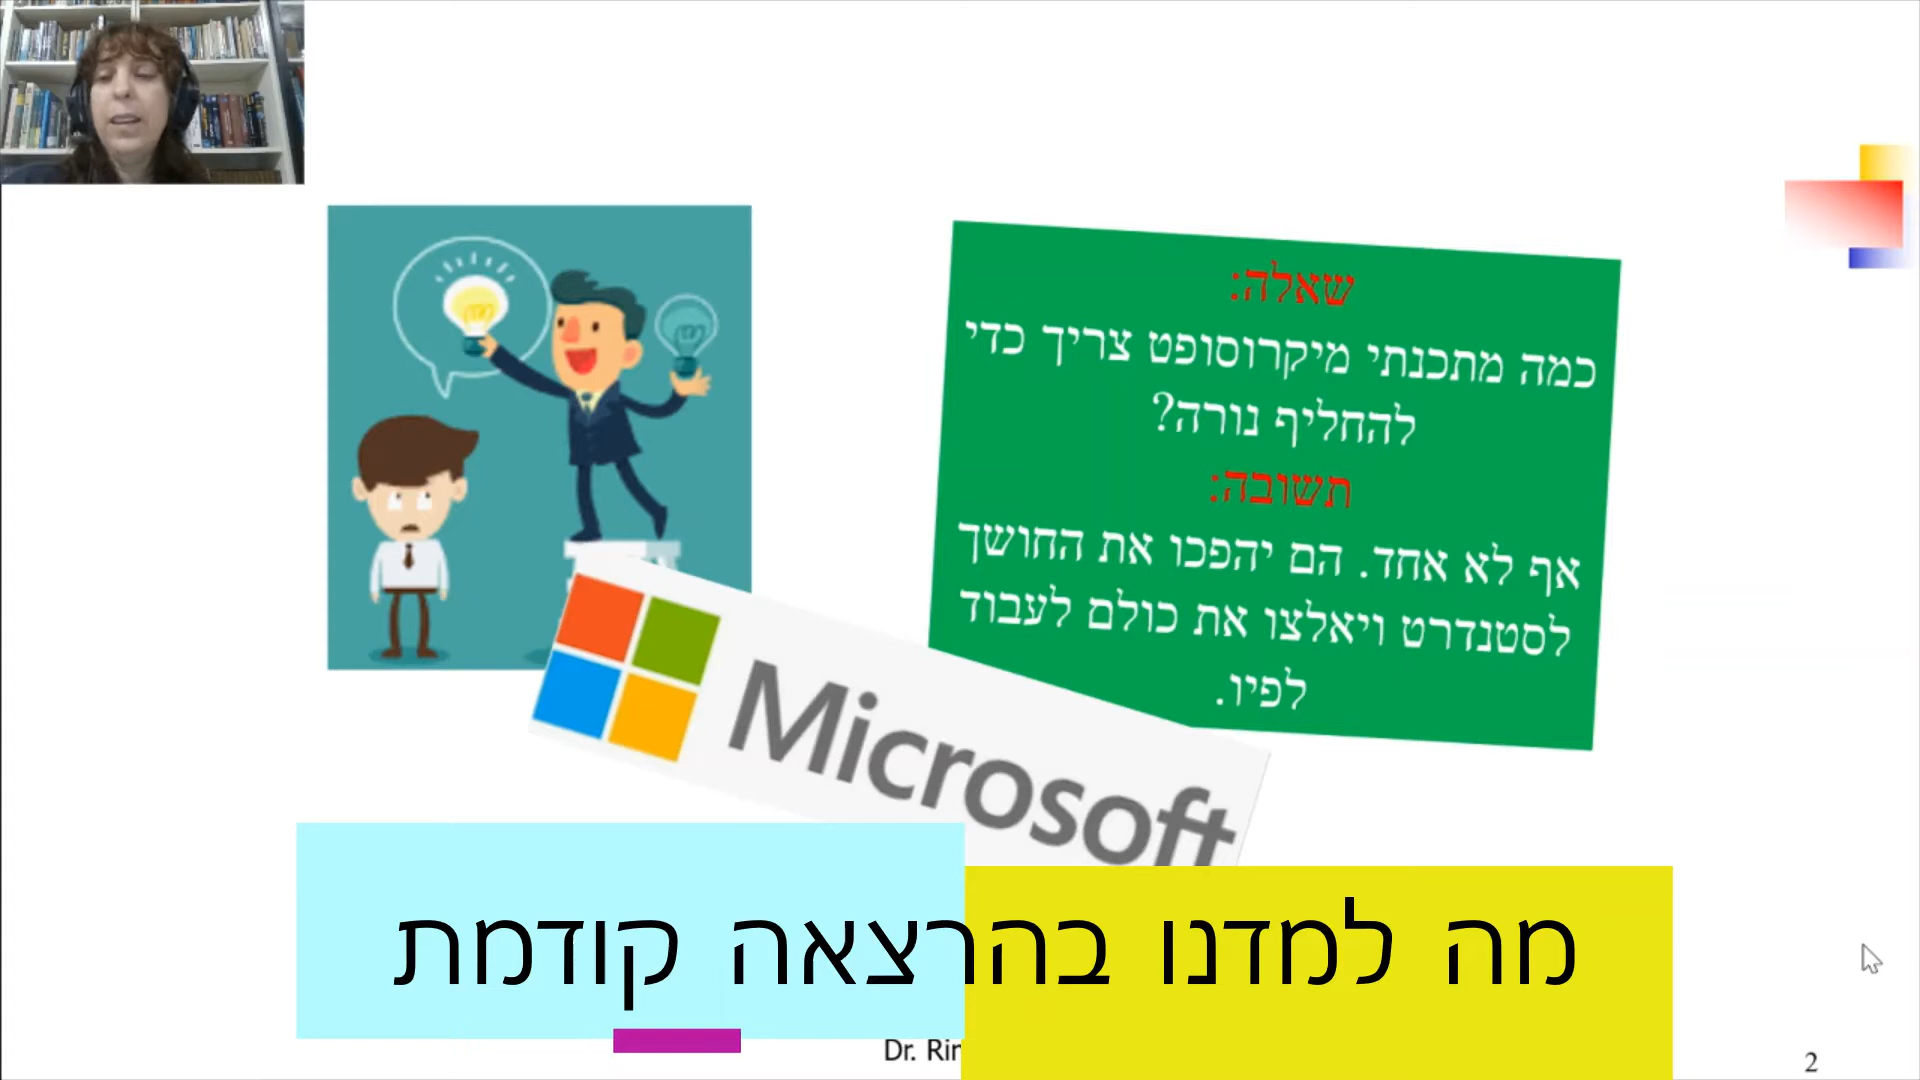 שאלה:
כמה מתכנתי מיקרוסופט צריך כדי
להחליף נורה?
תשובה:
אף לא אחד. הם יהפכו את החושך
לסטנדרט ויאלצו את כולם לעבוד
לפיו.
Microsoft
מה למדנו בהרצאה קודמת
Dr.
2